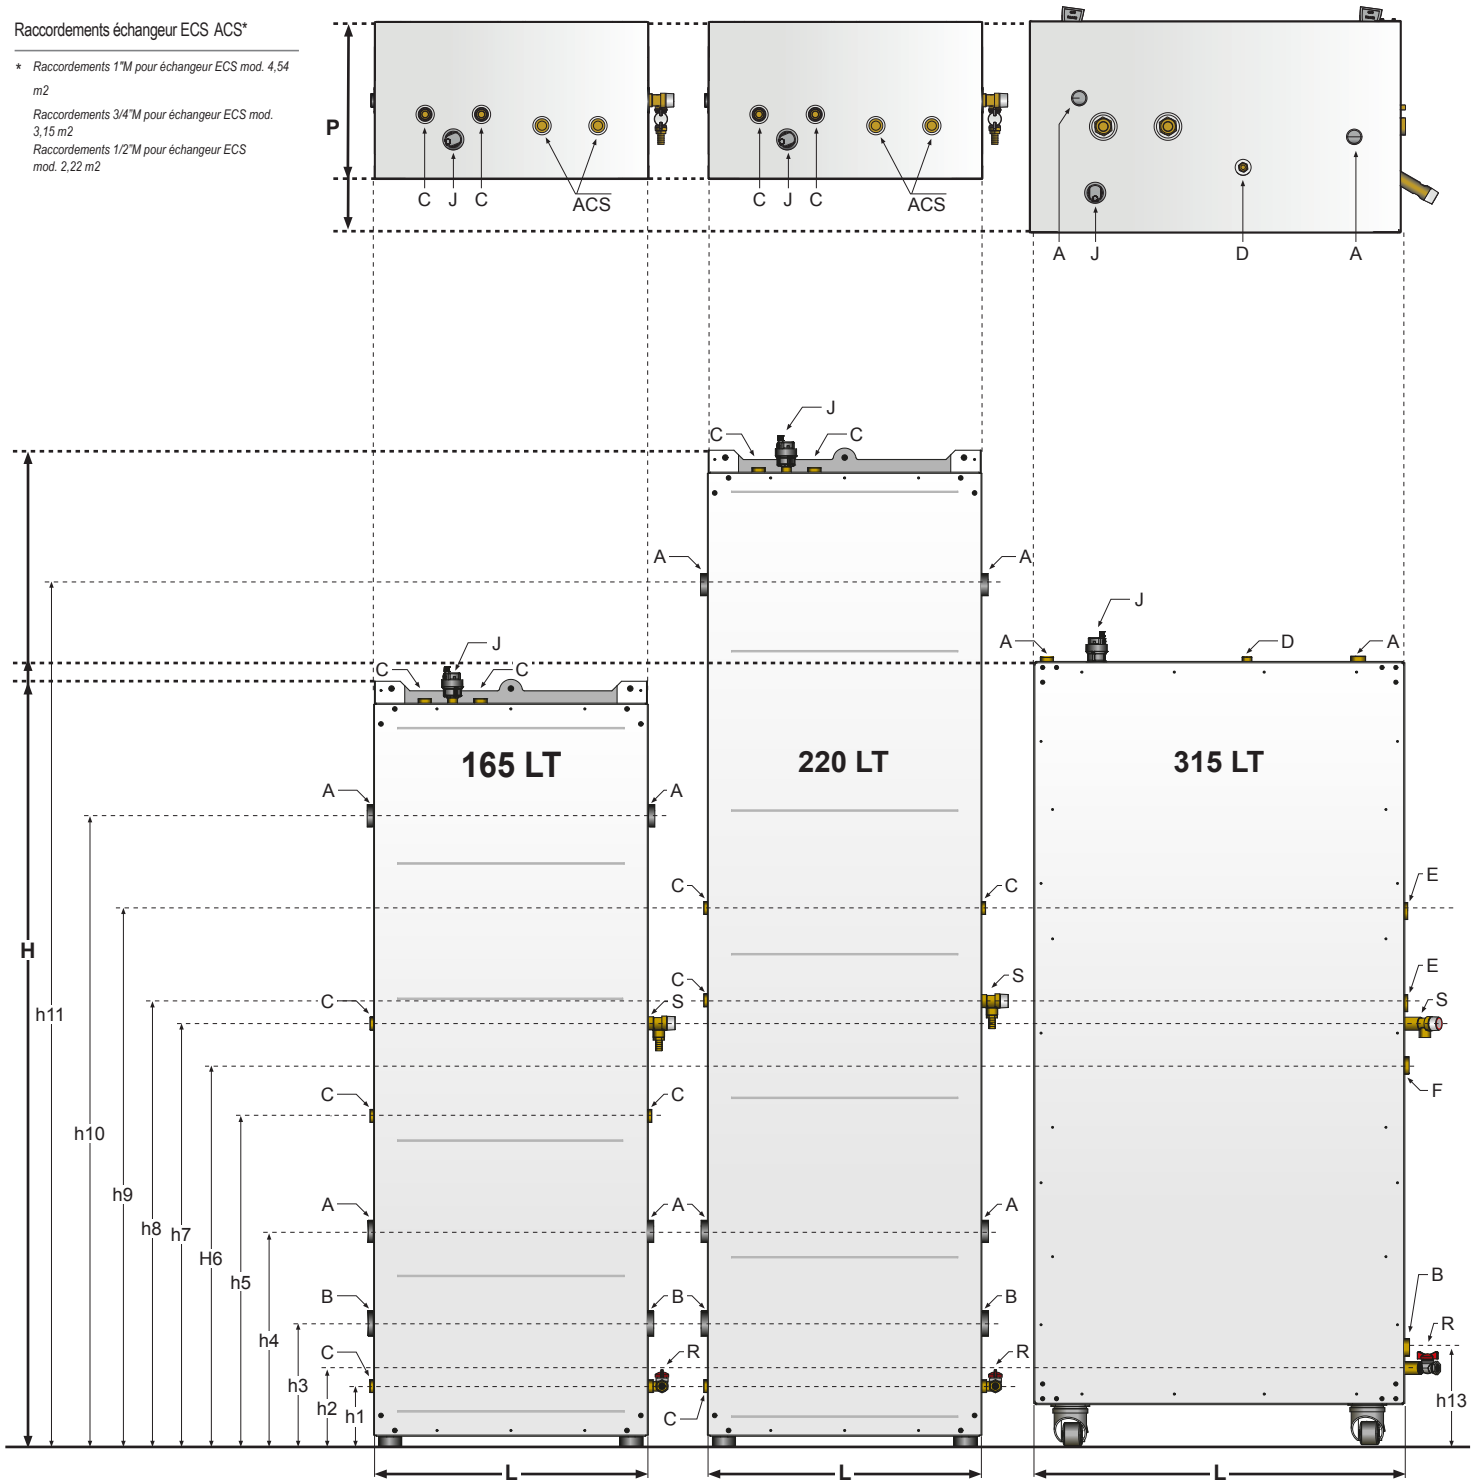 Raccordements échangeur ECS ACS*
* Raccordements 1"M pour échangeur ECS mod. 4,54
m2
Raccordements 3/4"M pour échangeur ECS mod.
3,15 m2
Raccordements 1/2"M pour échangeur ECS
mod. 2,22 m2
P
C J C ACS
C J C ACS
A J D A
J
C C
A A
J
C C
J
A D A
165 LT
220 LT
315 LT
A A
C C
E
H
C S
E
S
h11
C S
F
C C
h10
h9
h8
h7
H6
h5
A A A
B B B
B
h4
h3
h2
h1
C R
R
R
C
h13
L
L
L